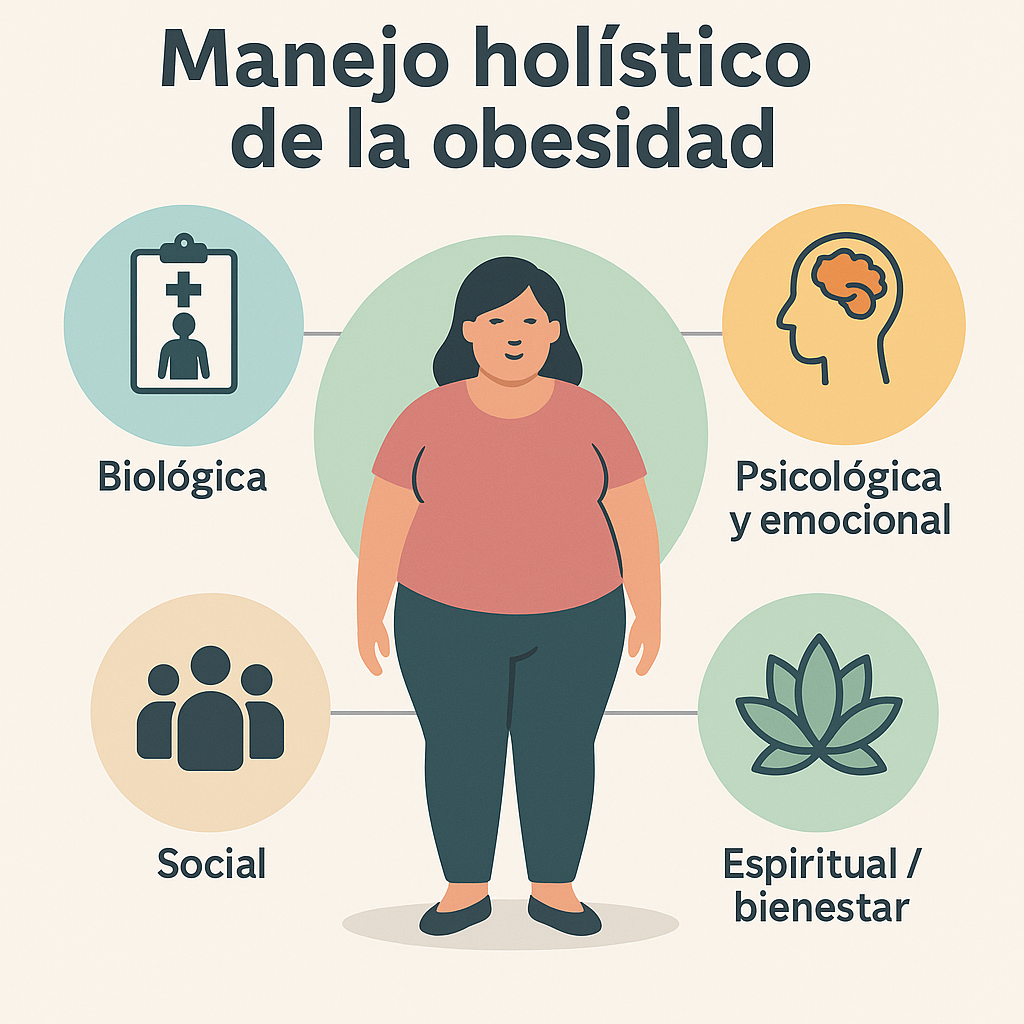 Manejo holístico
de la obesidad
Biológica
Psicológica
y emocional
Social
Espiritual /
bienestar